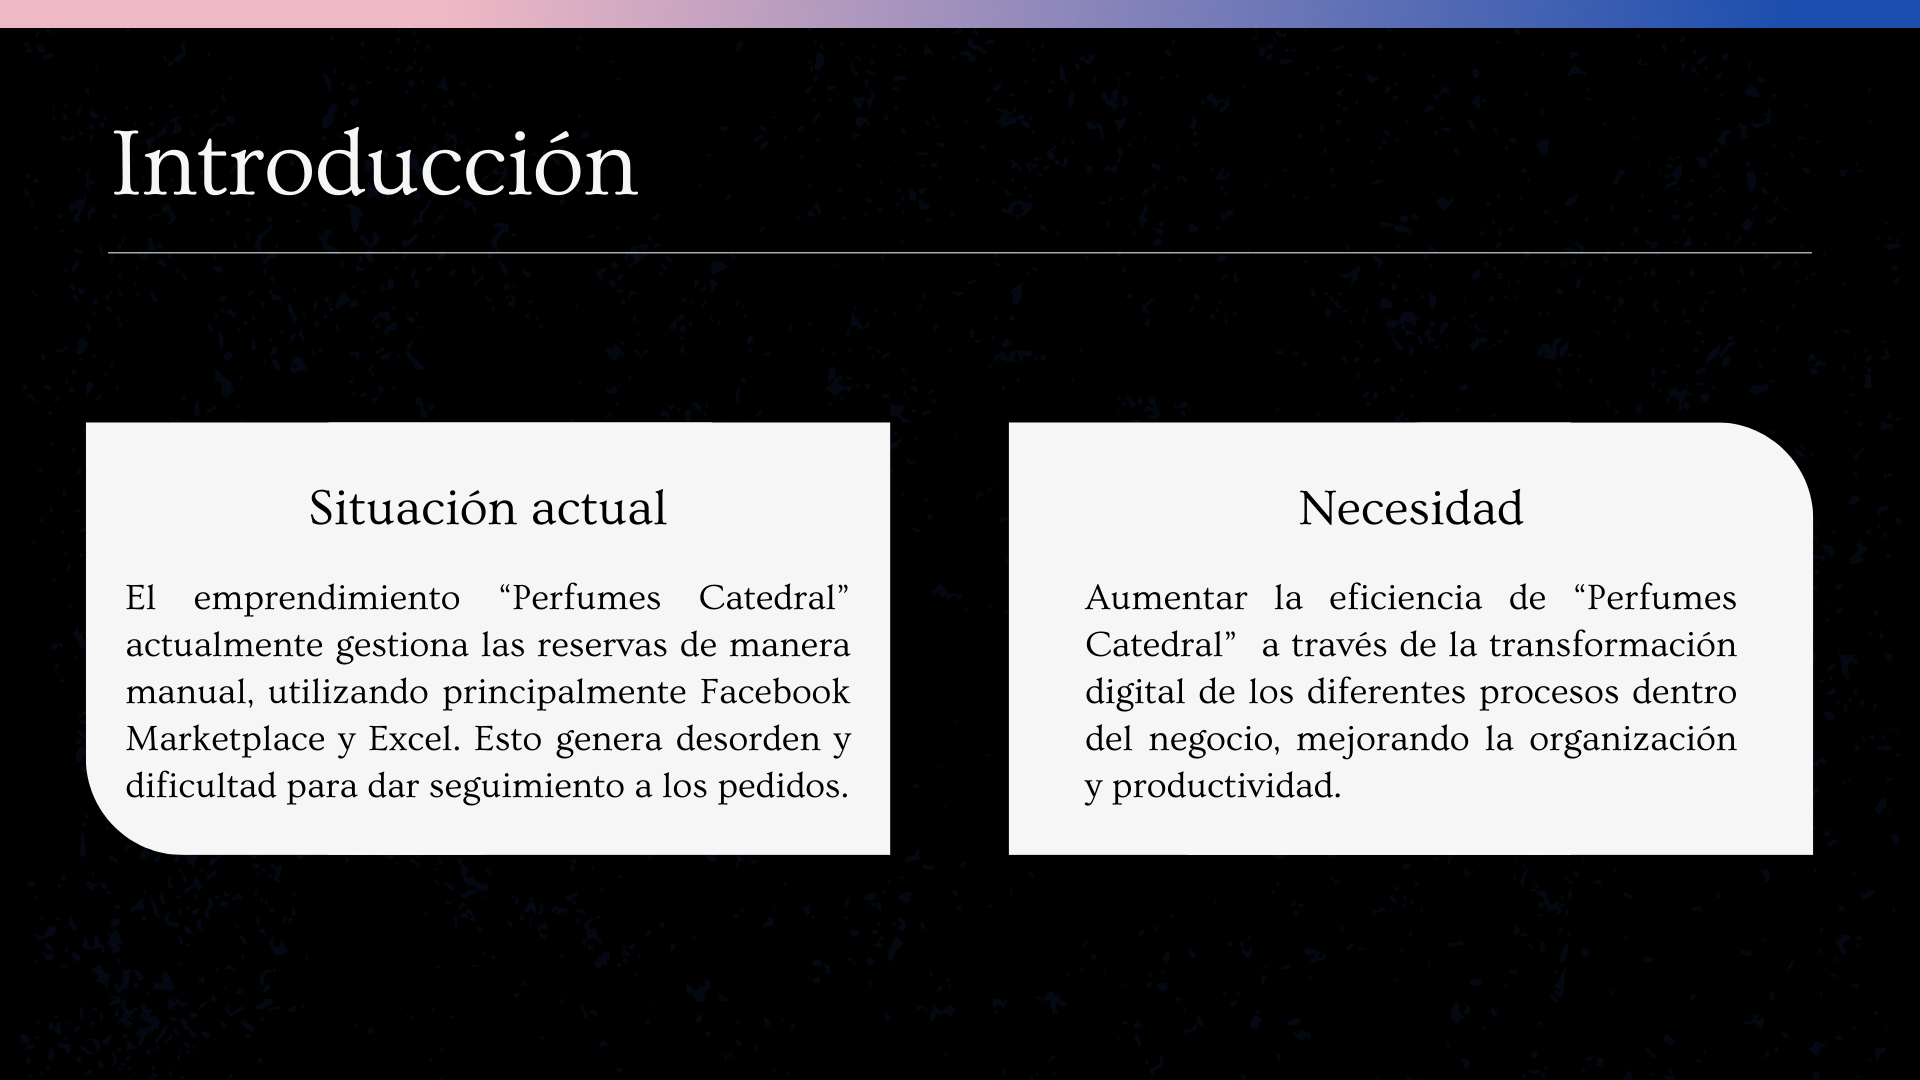 Introducción
Situación actual
El emprendimiento “Perfumes Catedral”
actualmente gestiona las reservas de manera
manual, utilizando principalmente Facebook
Marketplace y Excel. Esto genera desorden y
dificultad para dar seguimiento a los pedidos.
Necesidad
Aumentar la eficiencia de “Perfumes
Catedral” a través de la transformación
digital de los diferentes procesos dentro
del negocio, mejorando la organización
y productividad.